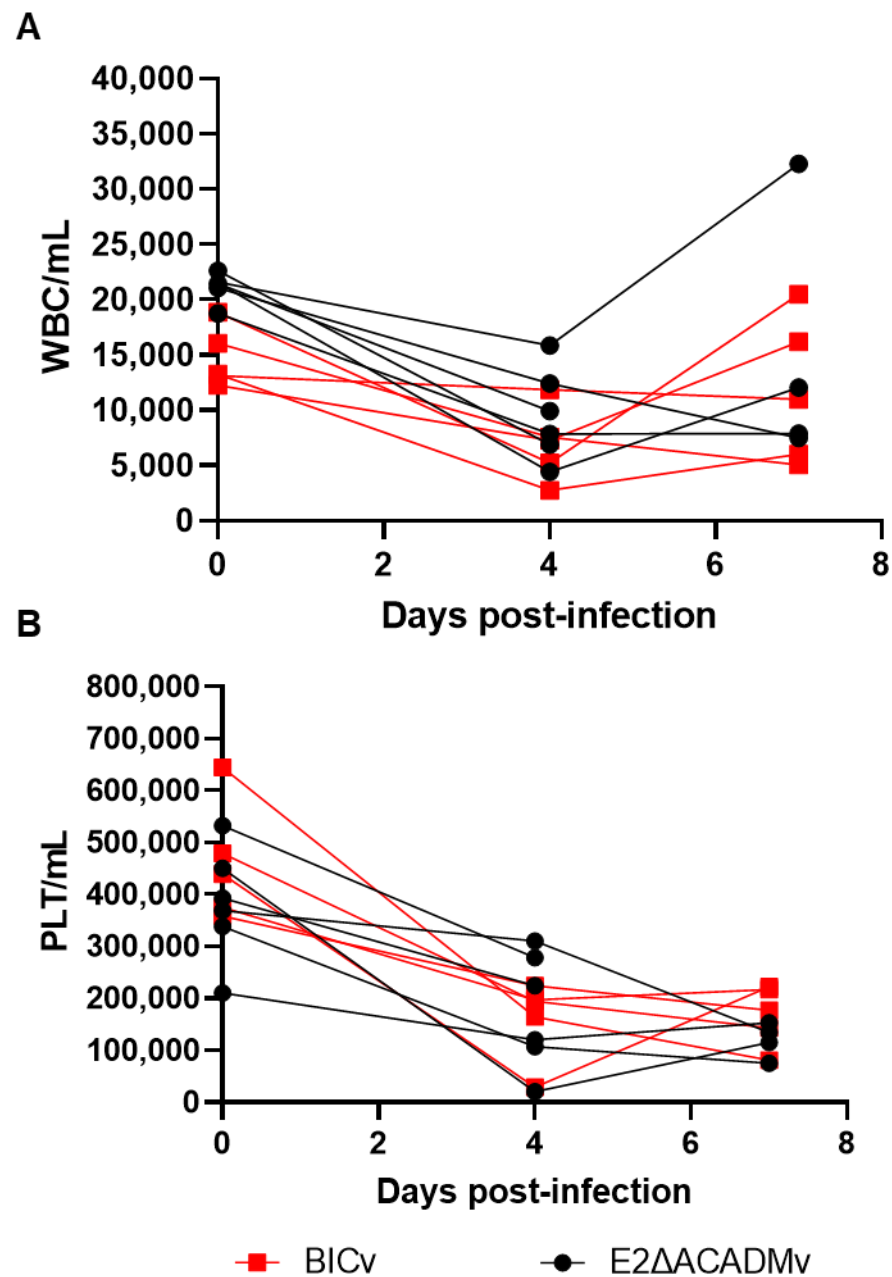 A
40,000
35,000
30,000
25,000
20,000
15,000
10,000
5,000
0
WBC/mL
0 2 4 6 8
Days post-infection
B
800,000
700,000
600,000
500,000
400,000
300,000
200,000
100,000
0
PLT/mL
0 2 4 6 8
Days post-infection
BICv E2ΔACADMv